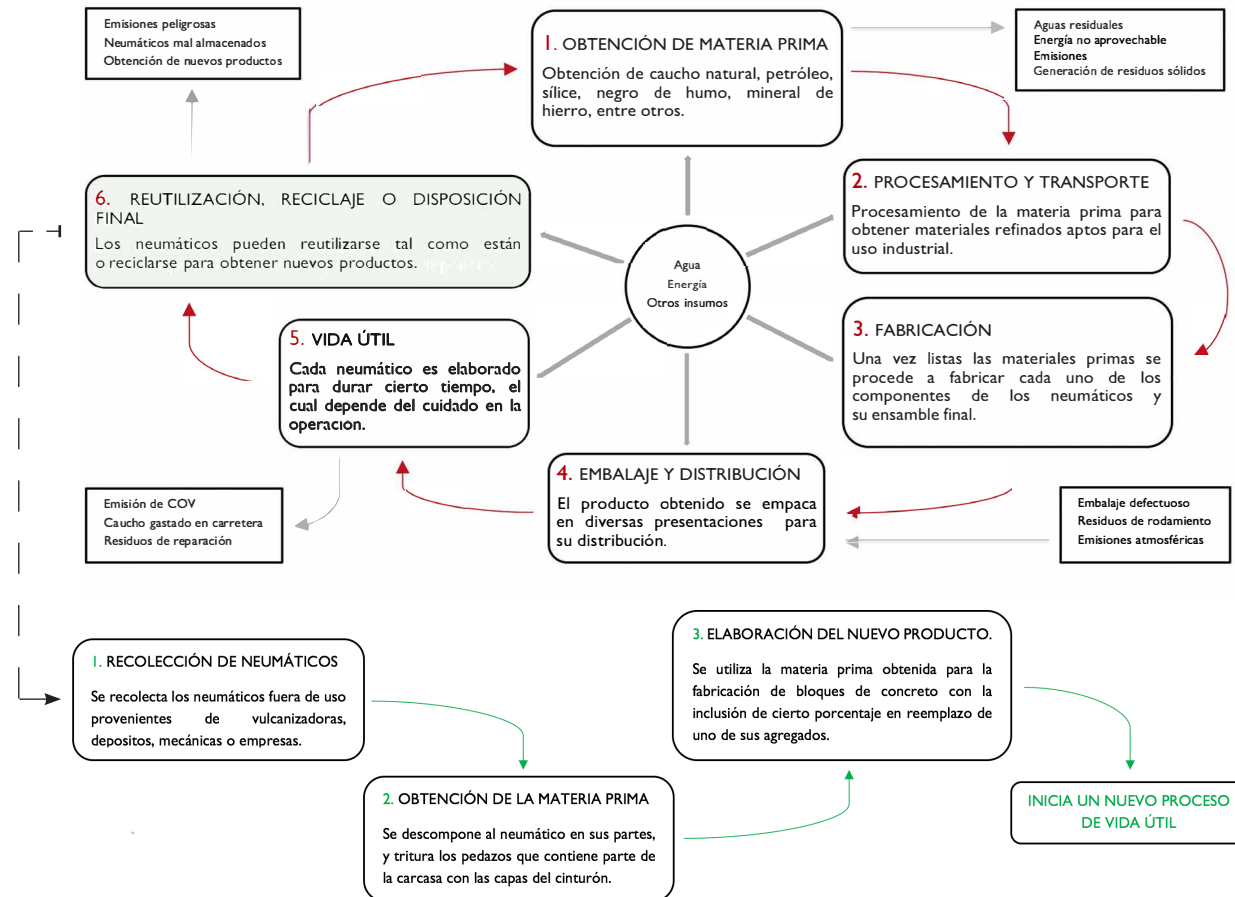 Emisiones peligrosas
Neumáticos mal almacenados
Obtención de nuevos productos
1. OBTENCIÓN DE MATERIA PRIMA
Obtención de caucho natural, petróleo,
sílice, negro de humo, mineral de
hierro, entre otros.
Aguas residuales
Energía no aprovechable
Emisiones
Generación de residuos sólidos
6. REUTILIZACIÓN, RECICLAJE O DISPOSICIÓN
FINAL
Los neumáticos pueden reutilizarse tal como están
o reciclarse para obtener nuevos productos.
2. PROCESAMIENTO Y TRANSPORTE
Procesamiento de la materia prima para
obtener materiales refinados aptos para el
uso industrial.
Agua
Energía
Otros insumos
5. VIDA ÚTIL
Cada neumático es elaborado
para durar cierto tiempo, el
cual depende del cuidado en la
operación.
3. FABRICACIÓN
Una vez listas las materiales primas se
procede a fabricar cada uno de los
componentes de los neumáticos y
su ensamble final.
4. EMBALAJE Y DISTRIBUCIÓN
El producto obtenido se empaca
en diversas presentaciones para
su distribución.
Emisión de COV
Caucho gastado en carretera
Residuos de reparación
Embalaje defectuoso
Residuos de rodamiento
Emisiones atmosféricas
1. RECOLECCIÓN DE NEUMÁTICOS
Se recolecta los neumáticos fuera de uso
provenientes de vulcanizadoras,
depositos, mecánicas o empresas.
2. OBTENCIÓN DE LA MATERIA PRIMA
Se descompone al neumático en sus partes,
y tritura los pedazos que contiene parte de
la carcasa con las capas del cinturón.
3. ELABORACIÓN DEL NUEVO PRODUCTO.
Se utiliza la materia prima obtenida para la
fabricación de bloques de concreto con la
inclusión de cierto porcentaje en reemplazo de
uno de sus agregados.
INICIA UN NUEVO PROCESO
DE VIDA ÚTIL